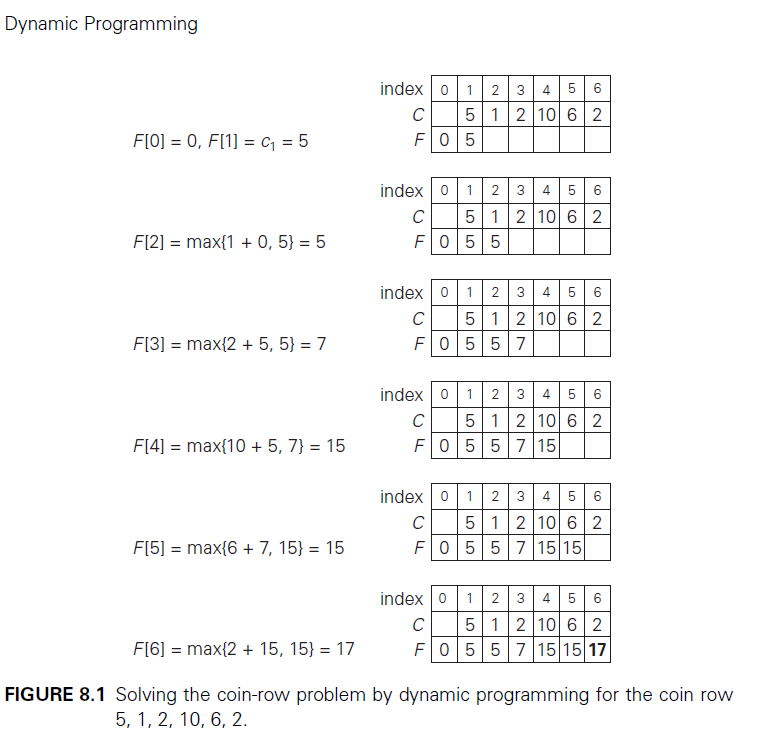 Dynamic Programming
index 0 1 2 3 4 5 6
C 5 1 2 10 6 2
F[0] = 0, F[1] = c₁ = 5 F 0 5
index 0 1 2 3 4 5 6
C 5 1 2 10 6 2
F[2] = max{1 + 0, 5} = 5 F 0 5 5
index 0 1 2 3 4 5 6
C 5 1 2 10 6 2
F[3] = max{2 + 5, 5} = 7 F 0 5 5 7
index 0 1 2 3 4 5 6
C 5 1 2 10 6 2
F[4] = max{10 + 5, 7} = 15 F 0 5 5 7 15
index 0 1 2 3 4 5 6
C 5 1 2 10 6 2
F[5] = max{6 + 7, 15} = 15 F 0 5 5 7 15 15
index 0 1 2 3 4 5 6
C 5 1 2 10 6 2
F[6] = max{2 + 15, 15} = 17 F 0 5 5 7 15 15 17
FIGURE 8.1 Solving the coin-row problem by dynamic programming for the coin row
5, 1, 2, 10, 6, 2.